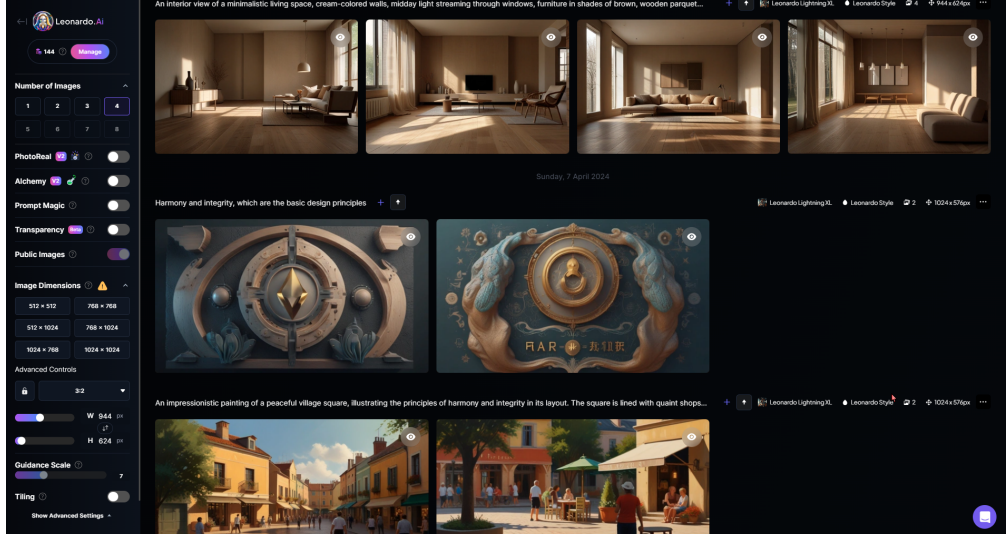 Leonardo.Ai
144 Manage
Number of Images
1 2 3 4
5 6 7 8
PhotoReal V2
Alchemy V2
Prompt Magic
Transparency Beta
Public Images
Image Dimensions
512 × 512 768 × 768
512 × 1024 768 × 1024
1024 × 768 1024 × 1024
Advanced Controls
3:2
W 944 px
H 624 px
Guidance Scale
7
Tiling
Show Advanced Settings
An interior view of a minimalistic living space, cream-colored walls, midday light streaming through windows, furniture in shades of brown, wooden parquet...
Leonardo Lightning XL Leonardo Style 4 944 x 624px
Sunday, 7 April 2024
Harmony and integrity, which are the basic design principles
Leonardo Lightning XL Leonardo Style 2 1024 x 576px
HAR
An impressionistic painting of a peaceful village square, illustrating the principles of harmony and integrity in its layout. The square is lined with quaint shops...
Leonardo Lightning XL Leonardo Style 2 1024 x 576px